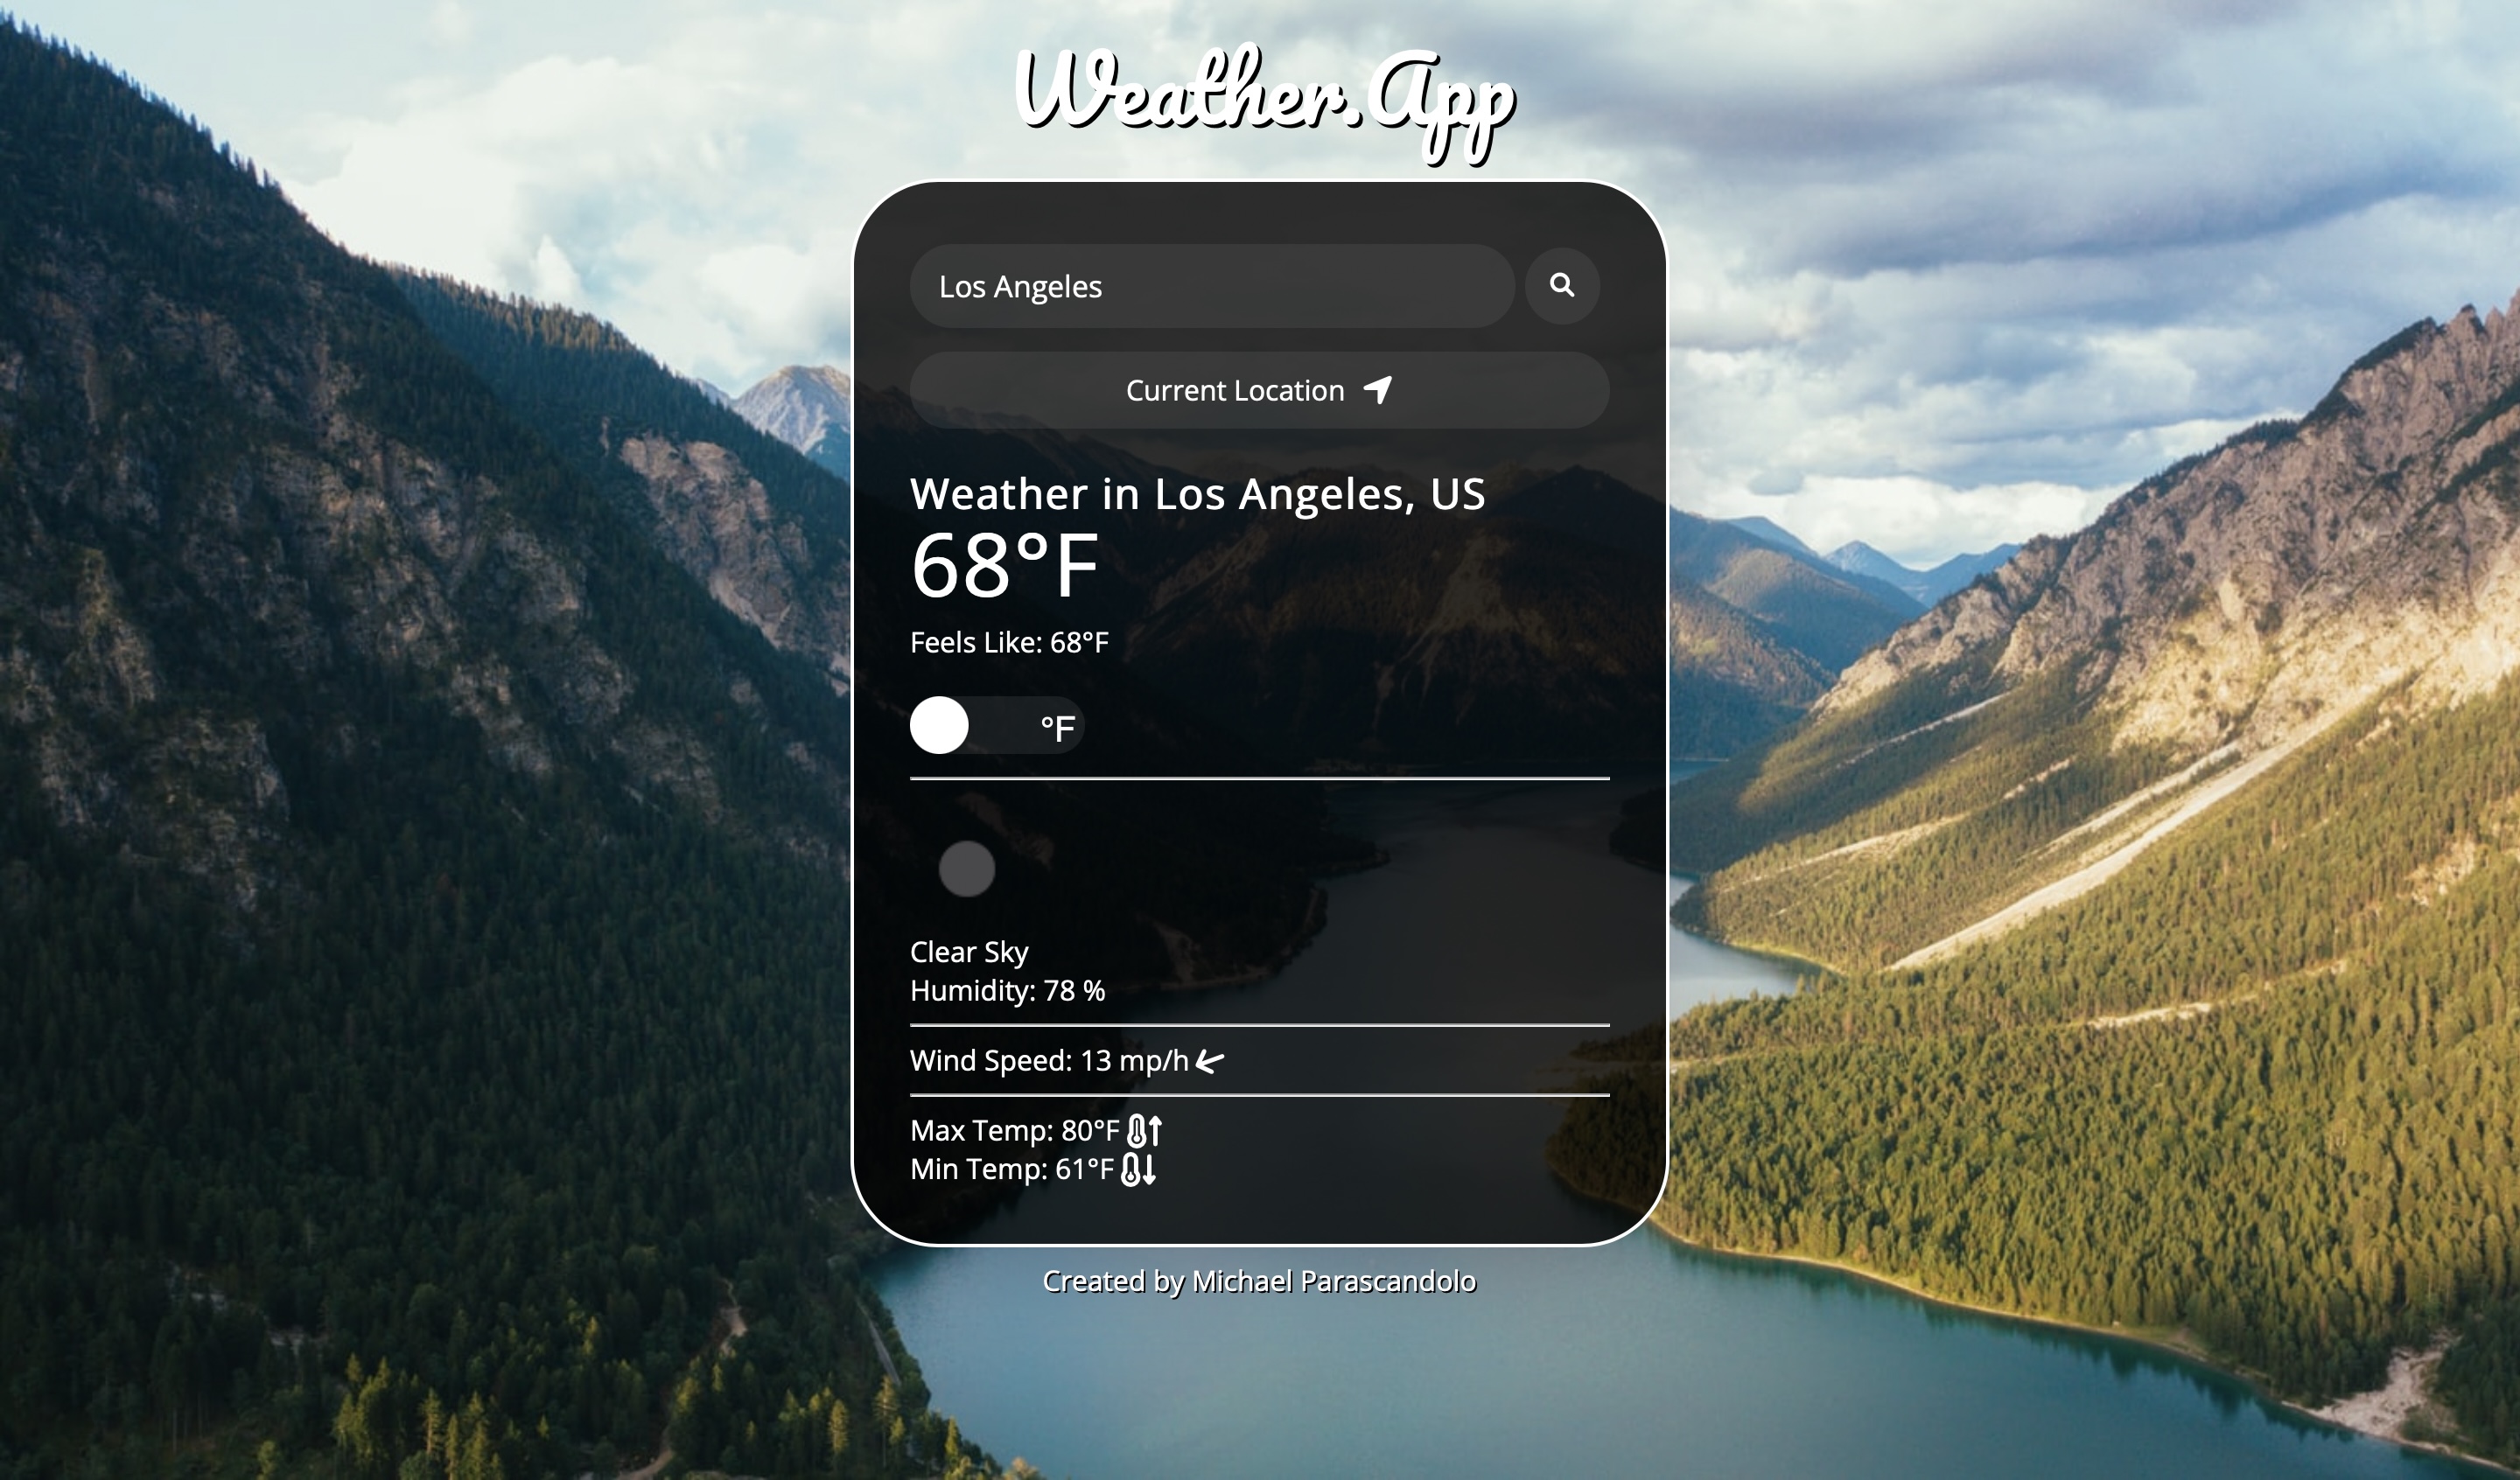 Weather.App
Los Angeles
Current Location
Weather in Los Angeles, US
68°F
Feels Like: 68°F
°F
Clear Sky
Humidity: 78 %
Wind Speed: 13 mp/h
Max Temp: 80°F
Min Temp: 61°F
Created by Michael Parascandolo